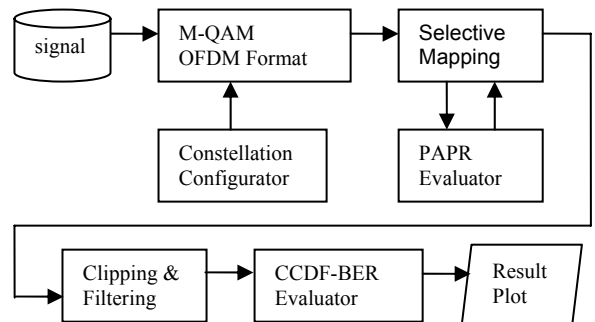 signal
M-QAM
OFDM Format
Selective
Mapping
Constellation
Configurator
PAPR
Evaluator
Clipping &
Filtering
CCDF-BER
Evaluator
Result
Plot